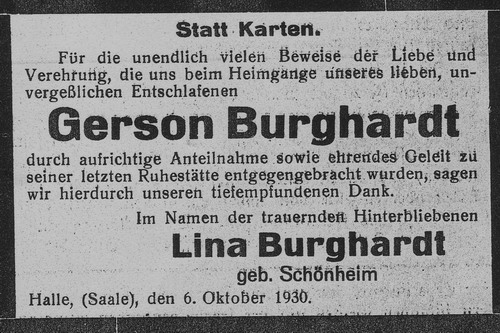 Statt Karten.
Für die unendlich vielen Beweise der Liebe und
Verehrung, die uns beim Heimgange unseres lieben, un-
vergeßlichen Entschlafenen
Gerson Burghardt
durch aufrichtige Anteilnahme sowie ehrendes Geleit zu
seiner letzten Ruhestätte entgegengebracht wurden, sagen
wir hierdurch unseren tiefempfundenen Dank.
Im Namen der trauernden Hinterbliebenen
Lina Burghardt
geb. Schönheim
Halle, (Saale), den 6. Oktober 1930.